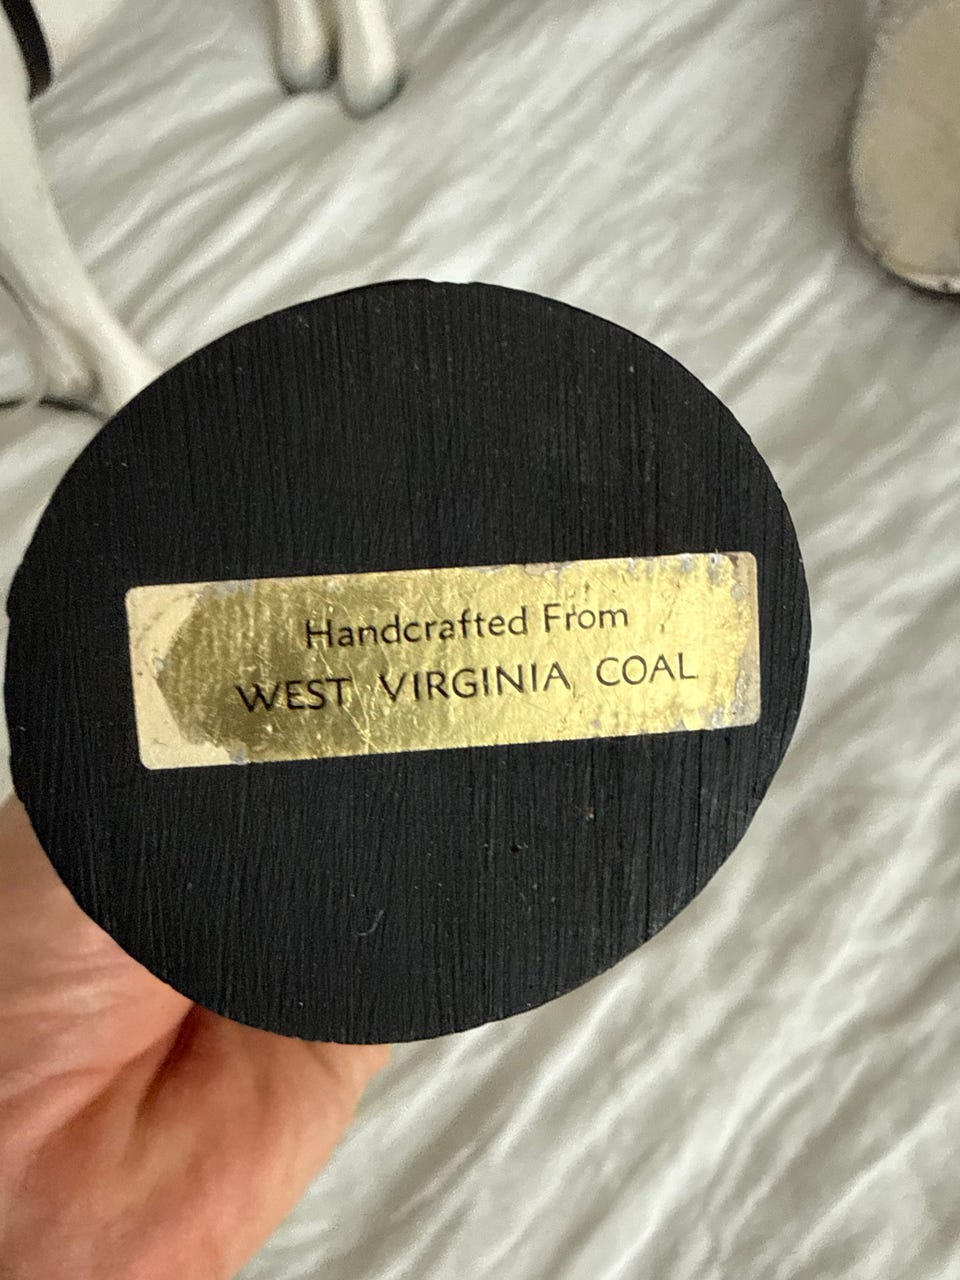 Handcrafted From
WEST VIRGINIA COAL